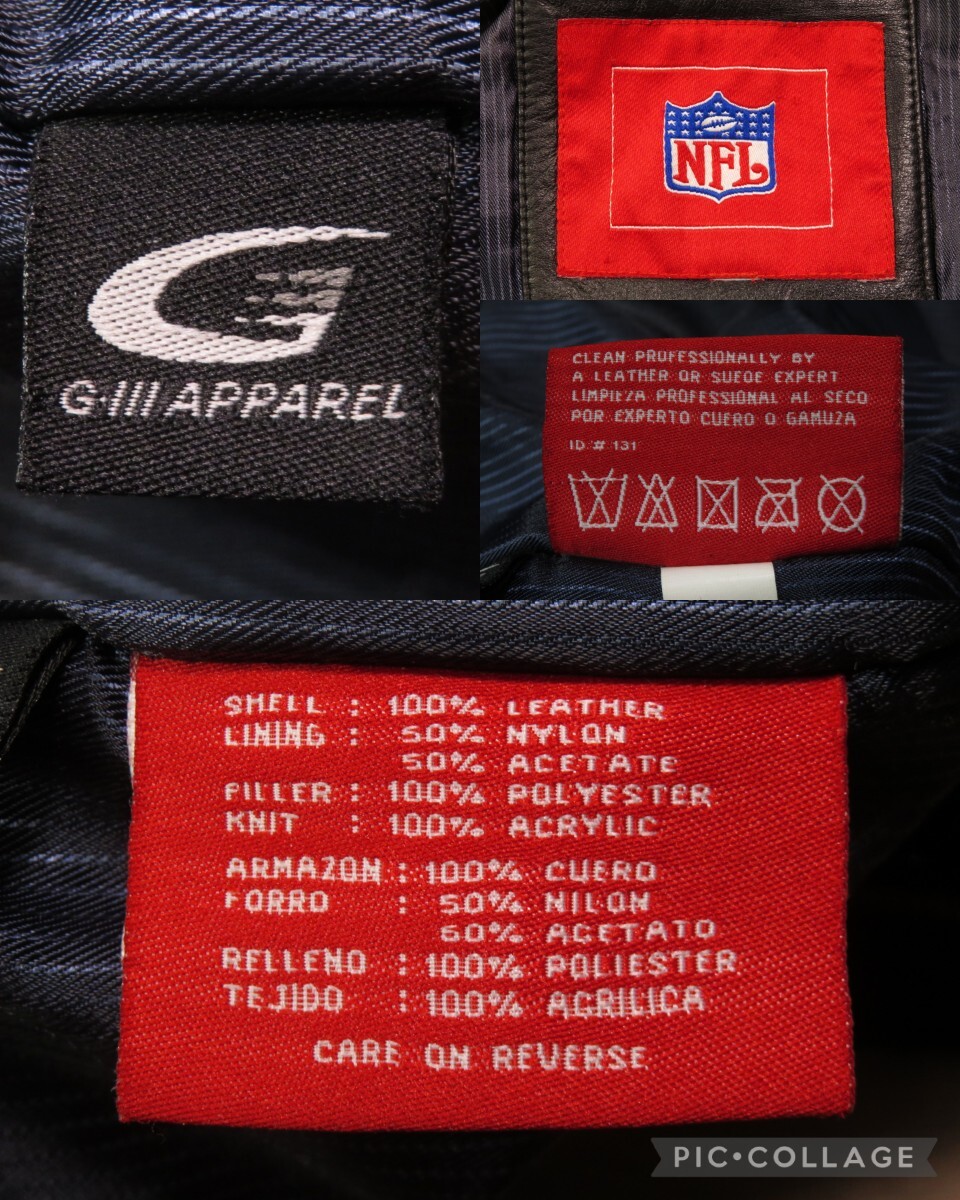 G-III APPAREL
NFL
CLEAN PROFESSIONALLY BY
A LEATHER OR SUEDE EXPERT
LIMPIEZA PROFESSIONAL AL SECO
POR EXPERTO CUERO O GAMUZA
ID # 131
SHELL : 100% LEATHER
LINING : 50% NYLON
50% ACETATE
FILLER : 100% POLYESTER
KNIT : 100% ACRYLIC
ARMAZON : 100% CUERO
FORRO : 50% NILON
50% ACETATO
RELLENO : 100% POLIESTER
TEJIDO : 100% AGRILICA
CARE ON REVERSE
PIC•COLLAGE